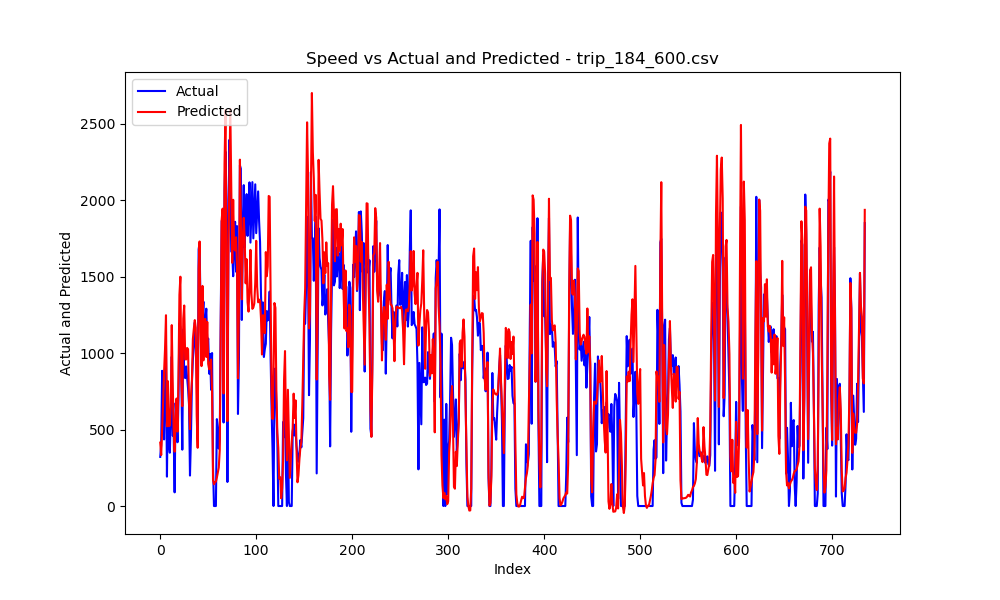 Speed vs Actual and Predicted - trip_184_600.csv
Actual
Predicted
2500
2000
1500
1000
500
0
Actual and Predicted
0 100 200 300 400 500 600 700
Index